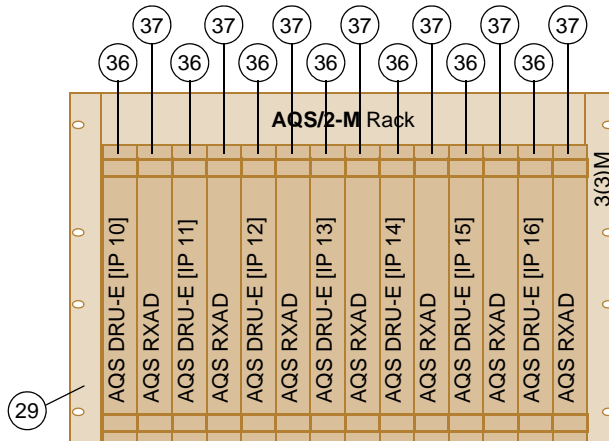 37 37 37 37 37 37 37
36 36 36 36 36 36 36
AQS/2-M Rack
3(3)M
AQS DRU-E [IP 10]
AQS RXAD
AQS DRU-E [IP 11]
AQS RXAD
AQS DRU-E [IP 12]
AQS RXAD
AQS DRU-E [IP 13]
AQS RXAD
AQS DRU-E [IP 14]
AQS RXAD
AQS DRU-E [IP 15]
AQS RXAD
AQS DRU-E [IP 16]
AQS RXAD
29